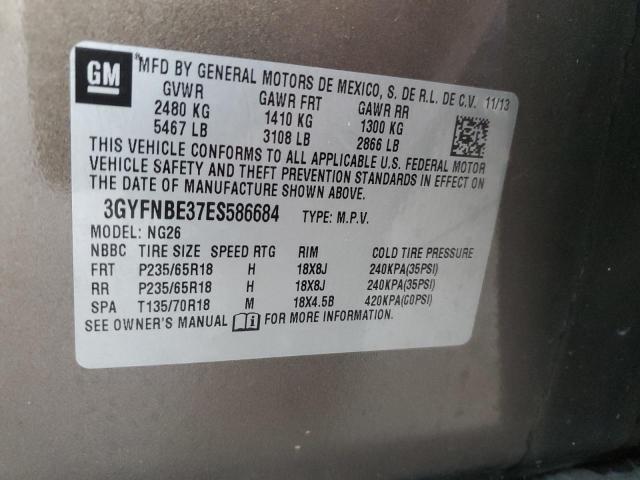 GM
MFD BY GENERAL MOTORS DE MEXICO, S. DE R.L. DE C.V. 11/13
GVWR GAWR FRT GAWR RR
2480 KG 1410 KG 1300 KG
5467 LB 3108 LB 2866 LB
THIS VEHICLE CONFORMS TO ALL APPLICABLE U.S. FEDERAL MOTOR
VEHICLE SAFETY AND THEFT PREVENTION STANDARDS IN EFFECT ON
THE DATE OF MANUFACTURE SHOWN ABOVE.
3GYFNBE37ES586684 TYPE: M.P.V.
MODEL: NG26
NBBC TIRE SIZE SPEED RTG RIM COLD TIRE PRESSURE
FRT P235/65R18 H 18X8J 240KPA(35PSI)
RR P235/65R18 H 18X8J 240KPA(35PSI)
SPA T135/70R18 M 18X4.5B 420KPA(60PSI)
SEE OWNER'S MANUAL FOR MORE INFORMATION.